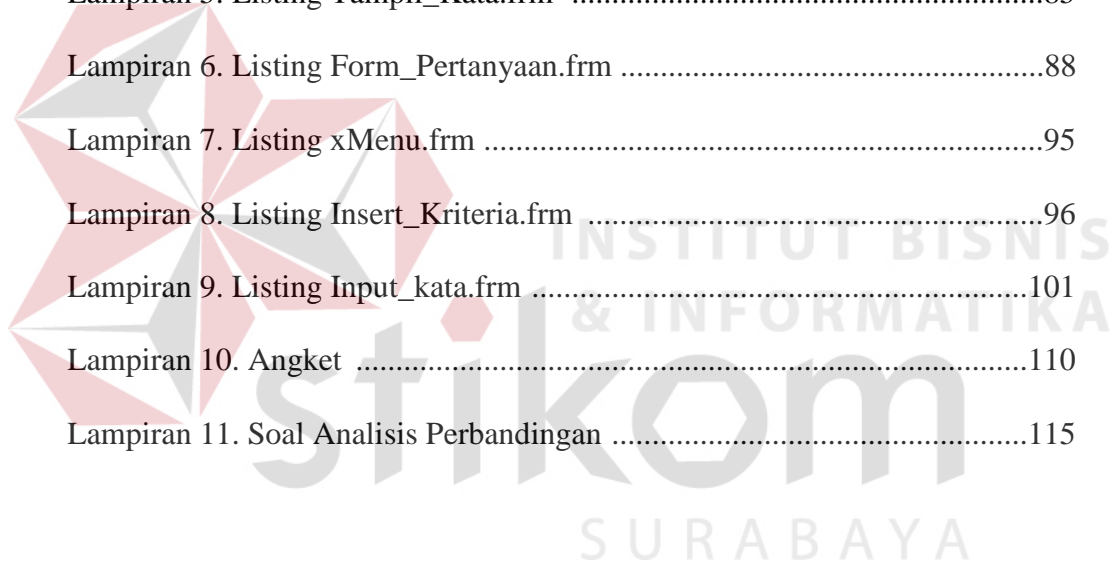 Lampiran 6. Listing Form_Pertanyaan.frm ....................................................88
Lampiran 7. Listing xMenu.frm .....................................................................95
Lampiran 8. Listing Insert_Kriteria.frm ........................................................96
Lampiran 9. Listing Input_kata.frm .............................................................101
Lampiran 10. Angket ...................................................................................110
Lampiran 11. Soal Analisis Perbandingan ...................................................115
INSTITUT BISNIS
& INFORMATIKA
stikom
SURABAYA